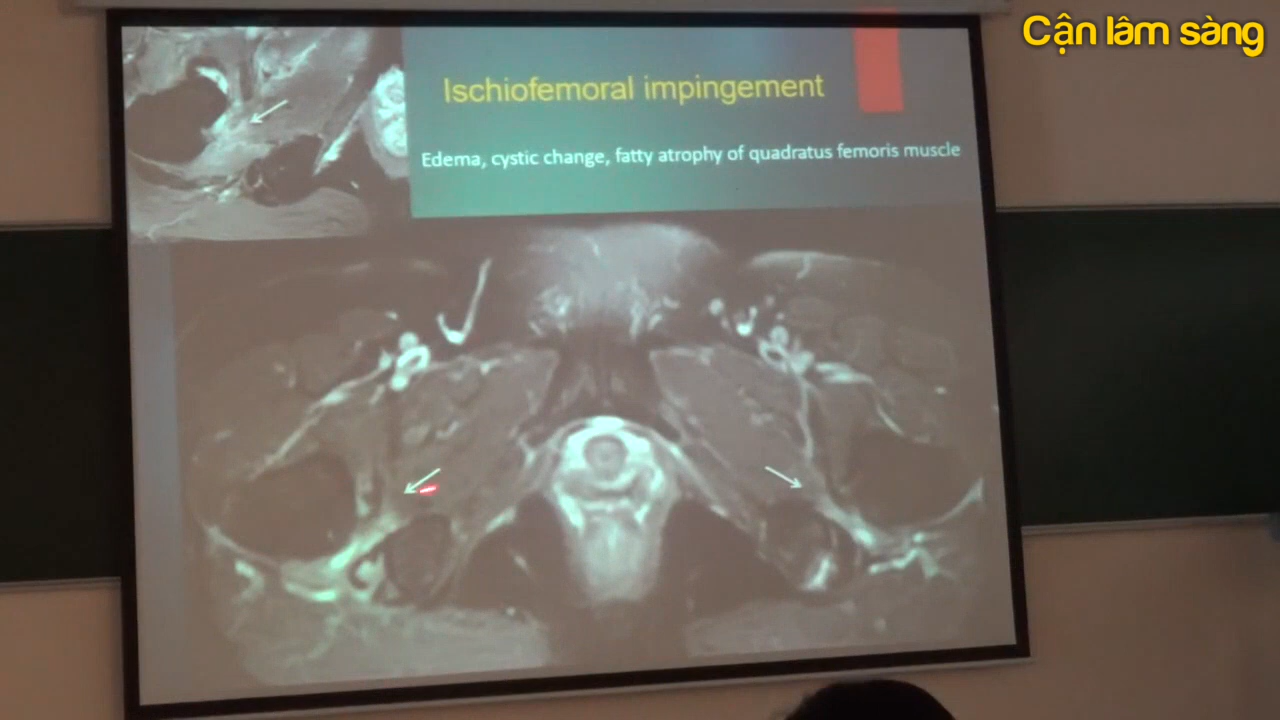 Cận lâm sàng
Ischiofemoral impingement
Edema, cystic change, fatty atrophy of quadratus femoris muscle